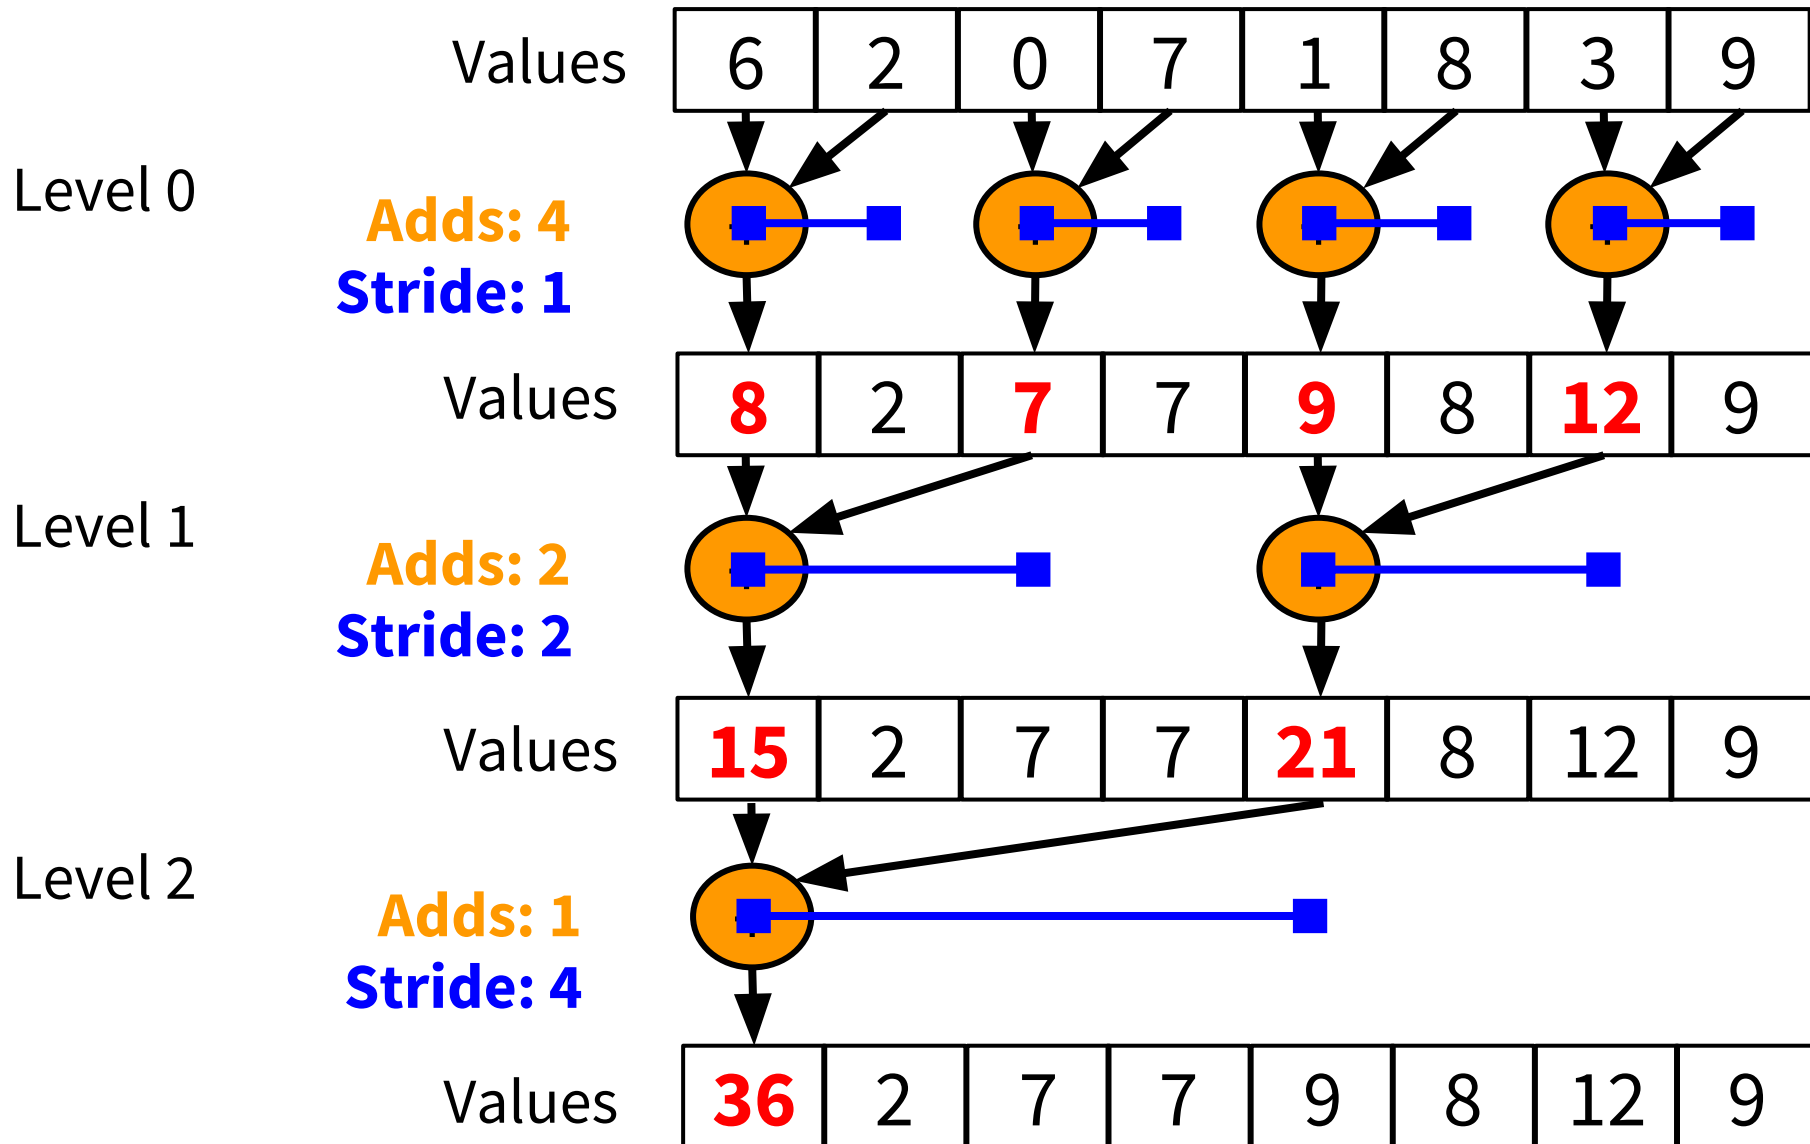 Values 6 2 0 7 1 8 3 9
Level 0
Adds: 4
Stride: 1
Values 8 2 7 7 9 8 12 9
Level 1
Adds: 2
Stride: 2
Values 15 2 7 7 21 8 12 9
Level 2
Adds: 1
Stride: 4
Values 36 2 7 7 9 8 12 9